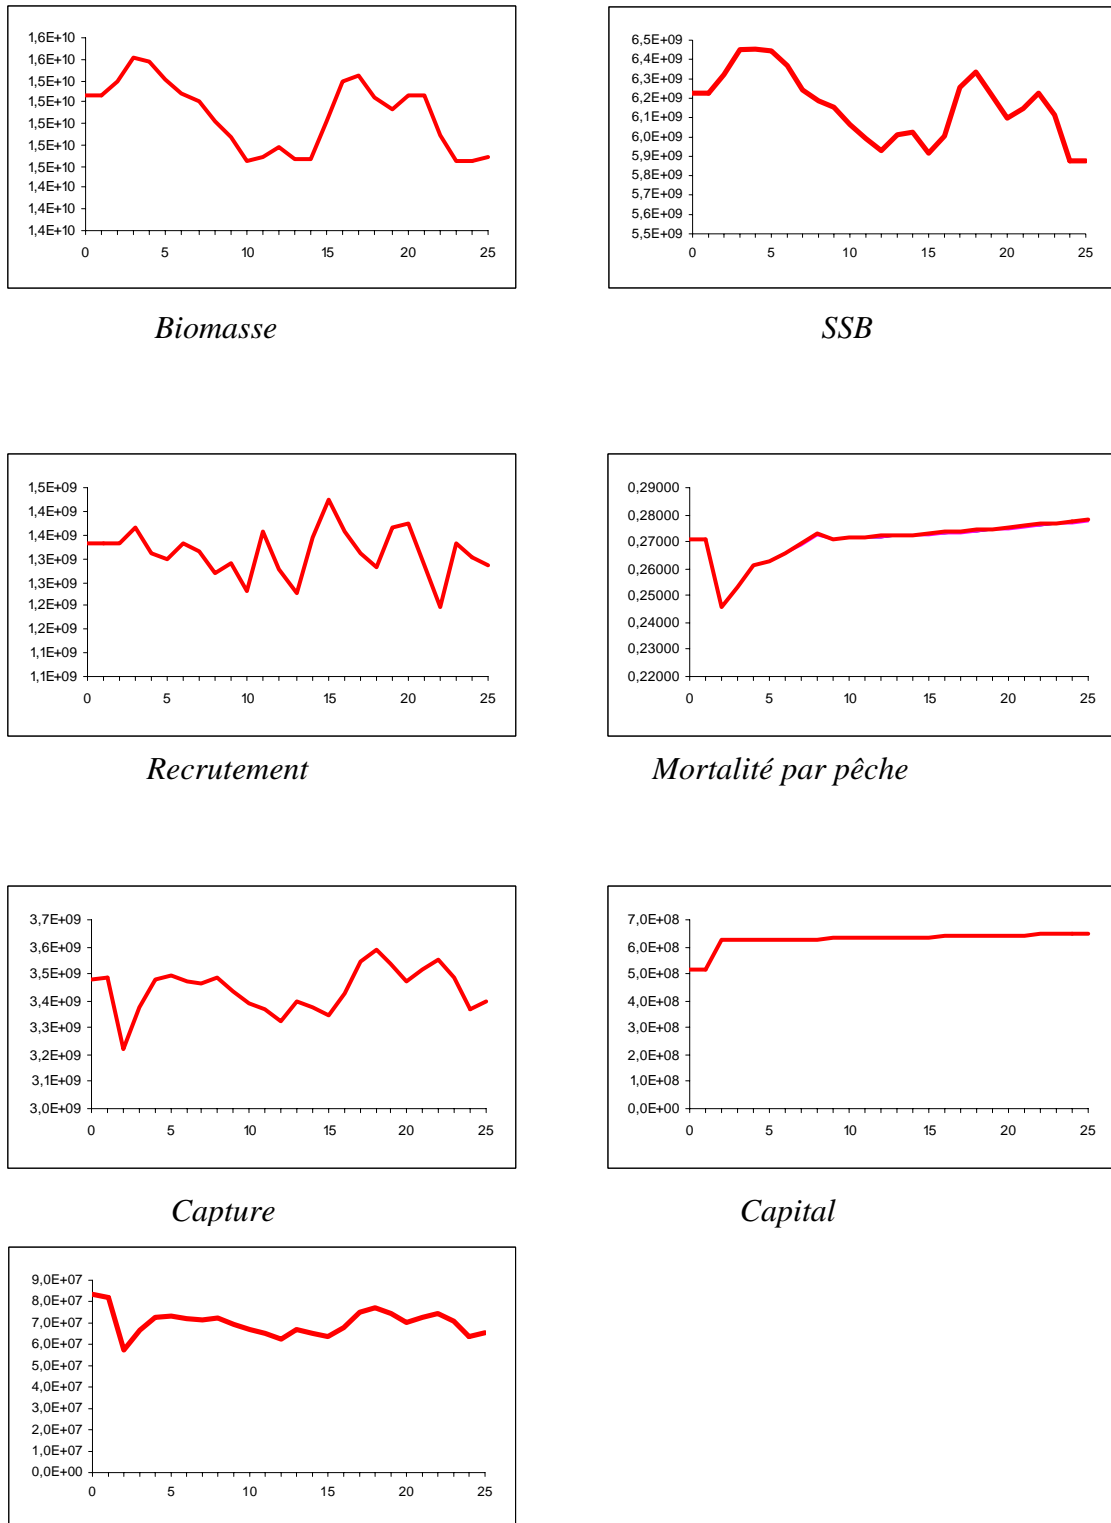 1,6E+10
1,6E+10
1,5E+10
1,5E+10
1,5E+10
1,5E+10
1,5E+10
1,4E+10
1,4E+10
0 5 10 15 20 25
Biomasse
6,5E+09
6,4E+09
6,3E+09
6,2E+09
6,1E+09
6,0E+09
5,9E+09
5,8E+09
5,7E+09
5,6E+09
5,5E+09
0 5 10 15 20 25
SSB
1,5E+09
1,4E+09
1,4E+09
1,3E+09
1,3E+09
1,2E+09
1,2E+09
1,1E+09
1,1E+09
0 5 10 15 20 25
Recrutement
0,29000
0,28000
0,27000
0,26000
0,25000
0,24000
0,23000
0,22000
0 5 10 15 20 25
Mortalité par pêche
3,7E+09
3,6E+09
3,5E+09
3,4E+09
3,3E+09
3,2E+09
3,1E+09
3,0E+09
0 5 10 15 20 25
Capture
7,0E+08
6,0E+08
5,0E+08
4,0E+08
3,0E+08
2,0E+08
1,0E+08
0,0E+00
0 5 10 15 20 25
Capital
9,0E+07
8,0E+07
7,0E+07
6,0E+07
5,0E+07
4,0E+07
3,0E+07
2,0E+07
1,0E+07
0,0E+00
0 5 10 15 20 25